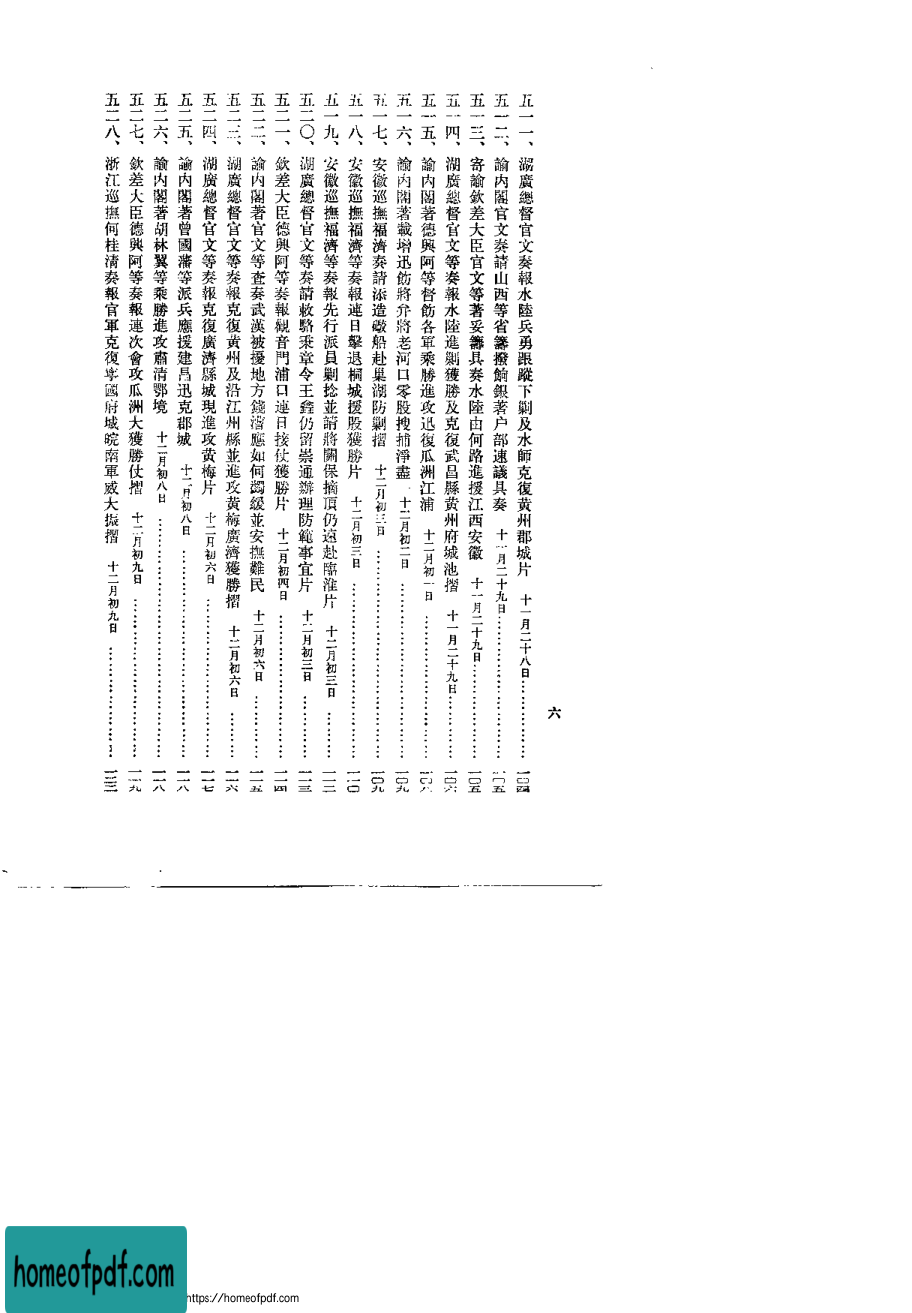 六
五一一、湖廣總督官文奏報水陸兵勇跟蹤下剿及水師克復黄州郡城片 十一月二十八日……………一〇四
五一二、諭内閣官文奏請山西等省籌撥餉銀著户部速議具奏 十一月二十九日……………一〇五
五一三、寄諭欽差大臣官文等著妥籌具奏水陸由何路進援江西安徽 十一月二十九日……………一〇五
五一四、湖廣總督官文等奏報水陸進剿獲勝及克復武昌縣黄州府城池摺 十一月二十九日……………一〇六
五一五、諭内閣著德興阿等督飭各軍乘勝進攻迅復瓜洲江浦 十二月初一日……………一〇八
五一六、諭内閣著載增迅飭將弁將老河口零股搜捕淨盡 十二月初二日……………一〇九
五一七、安徽巡撫福濟奏請添造礮船赴巢湖防剿摺 十二月初三日……………一〇九
五一八、安徽巡撫福濟等奏報連日擊退桐城援股獲勝片 十二月初三日……………一一〇
五一九、安徽巡撫福濟等奏報先行派員剿捻並請將關保摘頂仍遠赴臨淮片 十二月初三日………一一二
五二〇、湖廣總督官文等奏請敕駱秉章令王鑫仍留崇通辦理防範事宜片 十二月初三日…………一一三
五二一、欽差大臣德興阿等奏報觀音門浦口連日接仗獲勝片 十二月初四日……………一一四
五二二、諭内閣著官文等查奏武漢被擾地方錢漕應如何蠲緩並安撫難民 十二月初六日…………一一五
五二三、湖廣總督官文等奏報克復黄州及沿江州縣並進攻黄梅廣濟獲勝摺 十二月初六日………一一六
五二四、湖廣總督官文等奏報克復廣濟縣城現進攻黄梅片 十二月初六日……………一一七
五二五、諭内閣著曾國藩等派兵應援建昌迅克郡城 十二月初八日……………一一八
五二六、諭内閣著胡林翼等乘勝進攻肅清鄂境 十二月初八日……………一一八
五二七、欽差大臣德興阿等奏報連次會攻瓜洲大獲勝仗摺 十二月初九日……………一一九
五二八、浙江巡撫何桂清奏報官軍克復寧國府城皖南軍威大振摺 十二月初九日……………
homeofpdf.com
https://homeofpdf.com